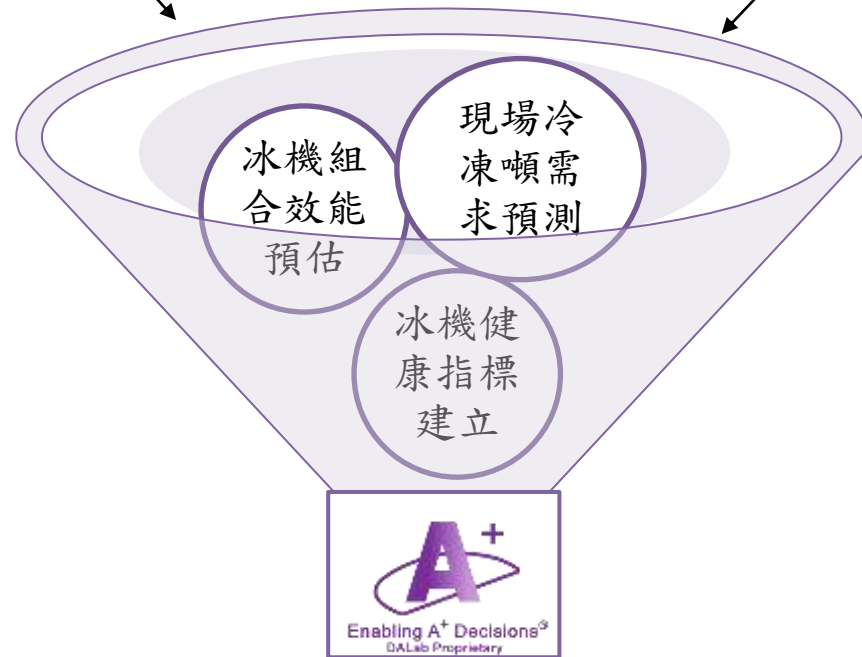 冰機組
合效能
預估
現場冷
凍噸需
求預測
冰機健
康指標
建立
A+
Enabling A+ Decisions®
DALab Proprietary